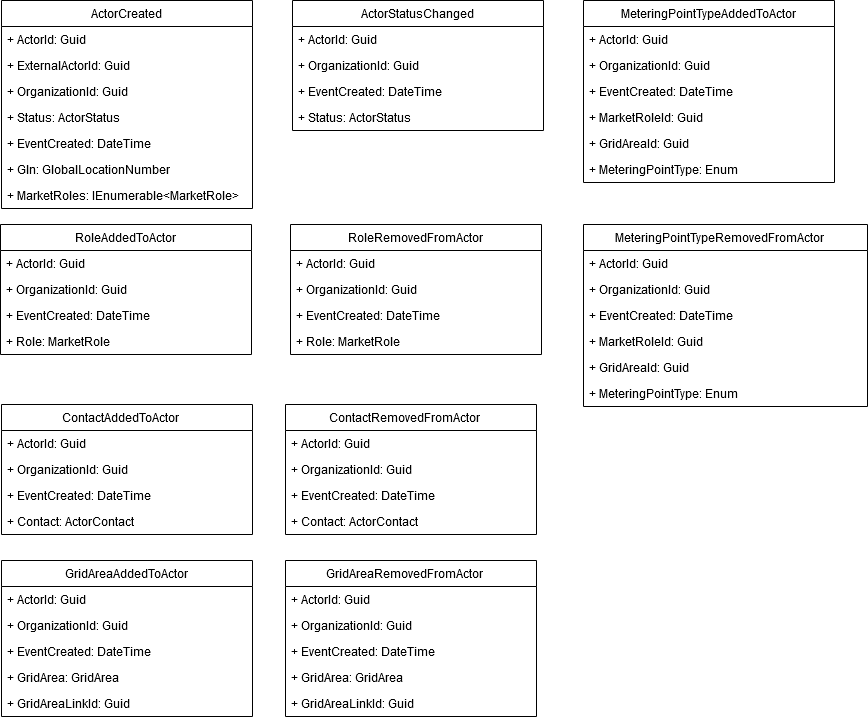 ActorCreated
+ ActorId: Guid
+ ExternalActorId: Guid
+ OrganizationId: Guid
+ Status: ActorStatus
+ EventCreated: DateTime
+ Gln: GlobalLocationNumber
+ MarketRoles: IEnumerable<MarketRole>
ActorStatusChanged
+ ActorId: Guid
+ OrganizationId: Guid
+ EventCreated: DateTime
+ Status: ActorStatus
MeteringPointTypeAddedToActor
+ ActorId: Guid
+ OrganizationId: Guid
+ EventCreated: DateTime
+ MarketRoleId: Guid
+ GridAreaId: Guid
+ MeteringPointType: Enum
RoleAddedToActor
+ ActorId: Guid
+ OrganizationId: Guid
+ EventCreated: DateTime
+ Role: MarketRole
RoleRemovedFromActor
+ ActorId: Guid
+ OrganizationId: Guid
+ EventCreated: DateTime
+ Role: MarketRole
MeteringPointTypeRemovedFromActor
+ ActorId: Guid
+ OrganizationId: Guid
+ EventCreated: DateTime
+ MarketRoleId: Guid
+ GridAreaId: Guid
+ MeteringPointType: Enum
ContactAddedToActor
+ ActorId: Guid
+ OrganizationId: Guid
+ EventCreated: DateTime
+ Contact: ActorContact
ContactRemovedFromActor
+ ActorId: Guid
+ OrganizationId: Guid
+ EventCreated: DateTime
+ Contact: ActorContact
GridAreaAddedToActor
+ ActorId: Guid
+ OrganizationId: Guid
+ EventCreated: DateTime
+ GridArea: GridArea
+ GridAreaLinkId: Guid
GridAreaRemovedFromActor
+ ActorId: Guid
+ OrganizationId: Guid
+ EventCreated: DateTime
+ GridArea: GridArea
+ GridAreaLinkId: Guid